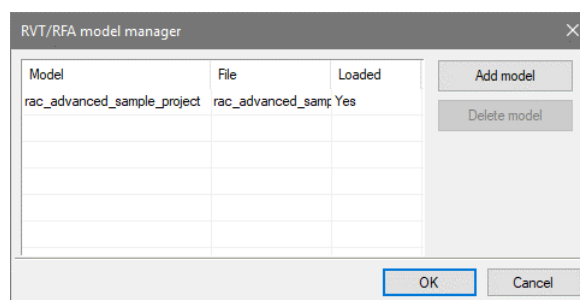 RVT/RFA model manager
Model File Loaded
Add model
rac_advanced_sample_project rac_advanced_samp Yes
Delete model
OK Cancel